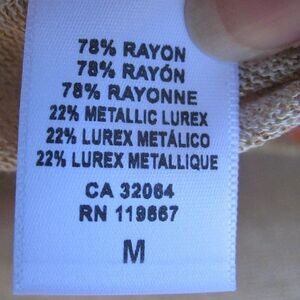 78% RAYON
78% RAYÓN
78% RAYONNE
22% METALLIC LUREX
22% LUREX METÁLICO
22% LUREX METALLIQUE
CA 32064
RN 119667
M